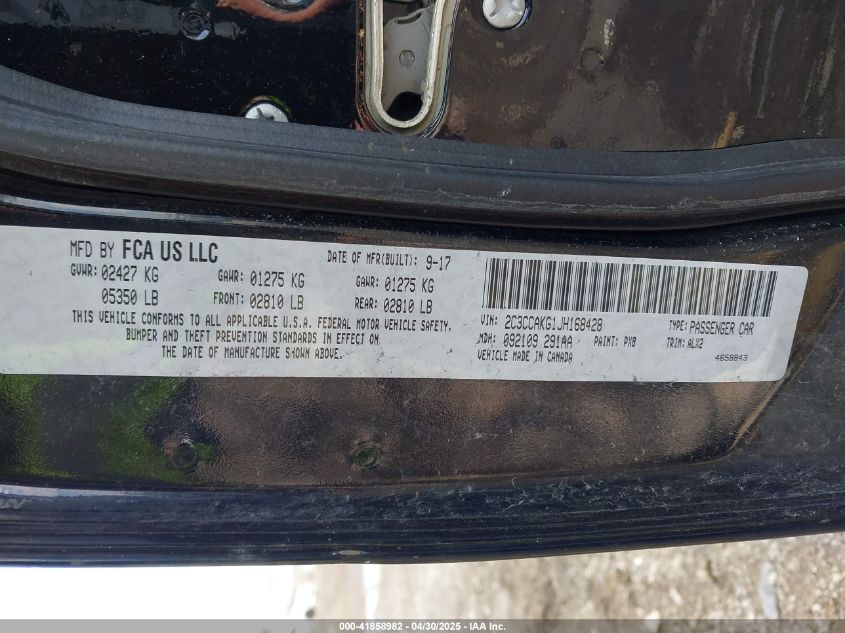 MFD BY FCA US LLC
DATE OF MFR(BUILT): 9-17
GVWR: 02427 KG GAWR: 01275 KG GAWR: 01275 KG
05350 LB FRONT: 02810 LB REAR: 02810 LB
THIS VEHICLE CONFORMS TO ALL APPLICABLE U.S.A. FEDERAL MOTOR VEHICLE SAFETY,
BUMPER AND THEFT PREVENTION STANDARDS IN EFFECT ON
THE DATE OF MANUFACTURE SHOWN ABOVE.
VIN: 2C3CCAKG1JH168428 TYPE: PASSENGER CAR
MDH: 092109 291AA PAINT: PX8 TRIM: ALX2
VEHICLE MADE IN CANADA 4658843
000-41858982 | 04/30/2025 - IAA Inc.